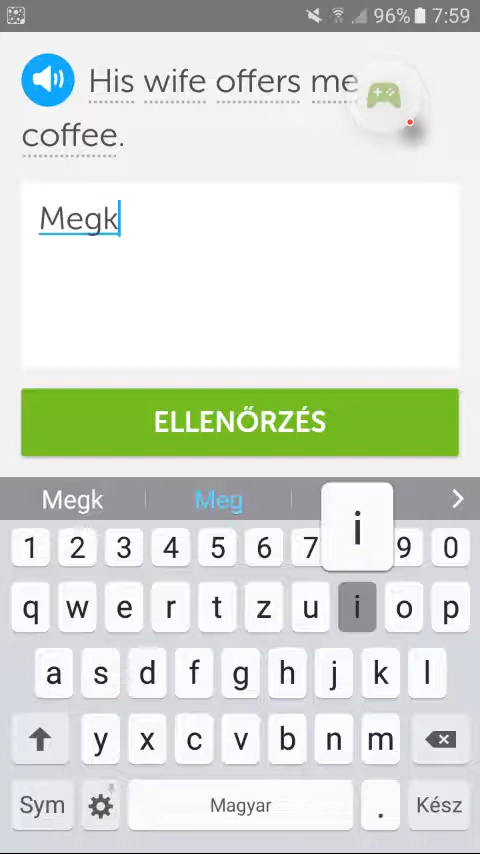 96% 7:59
His wife offers me
coffee.
Megk
ELLENŐRZÉS
Megk Meg
i
1 2 3 4 5 6 7 9 0
q w e r t z u i o p
a s d f g h j k l
y x c v b n m
Sym Magyar . Kész